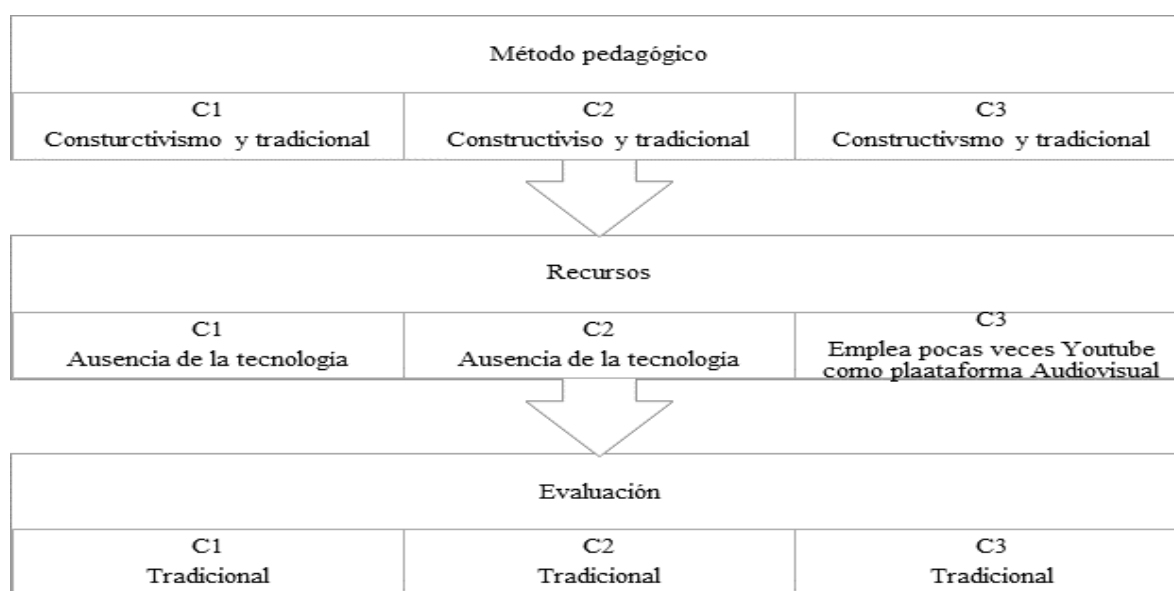 Método pedagógico
C1
Consturctivismo y tradicional
C2
Constructiviso y tradicional
C3
Constructivsmo y tradicional
Recursos
C1
Ausencia de la tecnologia
C2
Ausencia de la tecnologia
C3
Emplea pocas veces Youtube
como plaataforma Audiovisual
Evaluación
C1
Tradicional
C2
Tradicional
C3
Tradicional